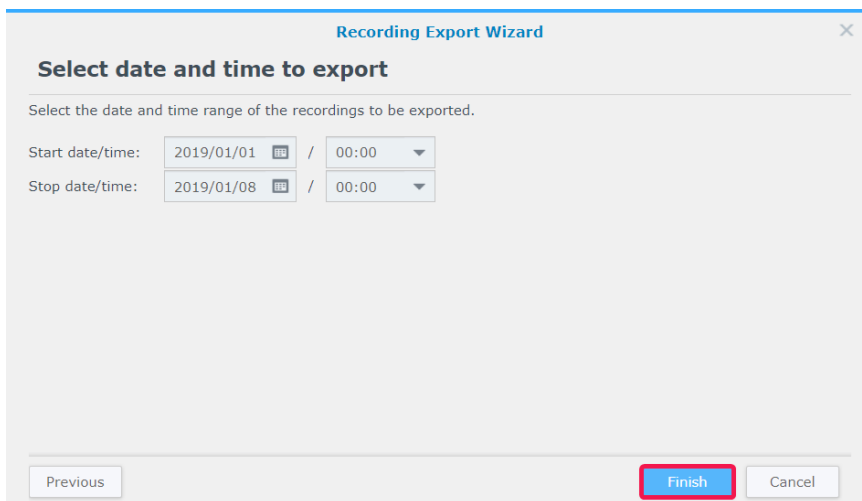 Recording Export Wizard
Select date and time to export
Select the date and time range of the recordings to be exported.
Start date/time: 2019/01/01 / 00:00
Stop date/time: 2019/01/08 / 00:00
Previous Finish Cancel